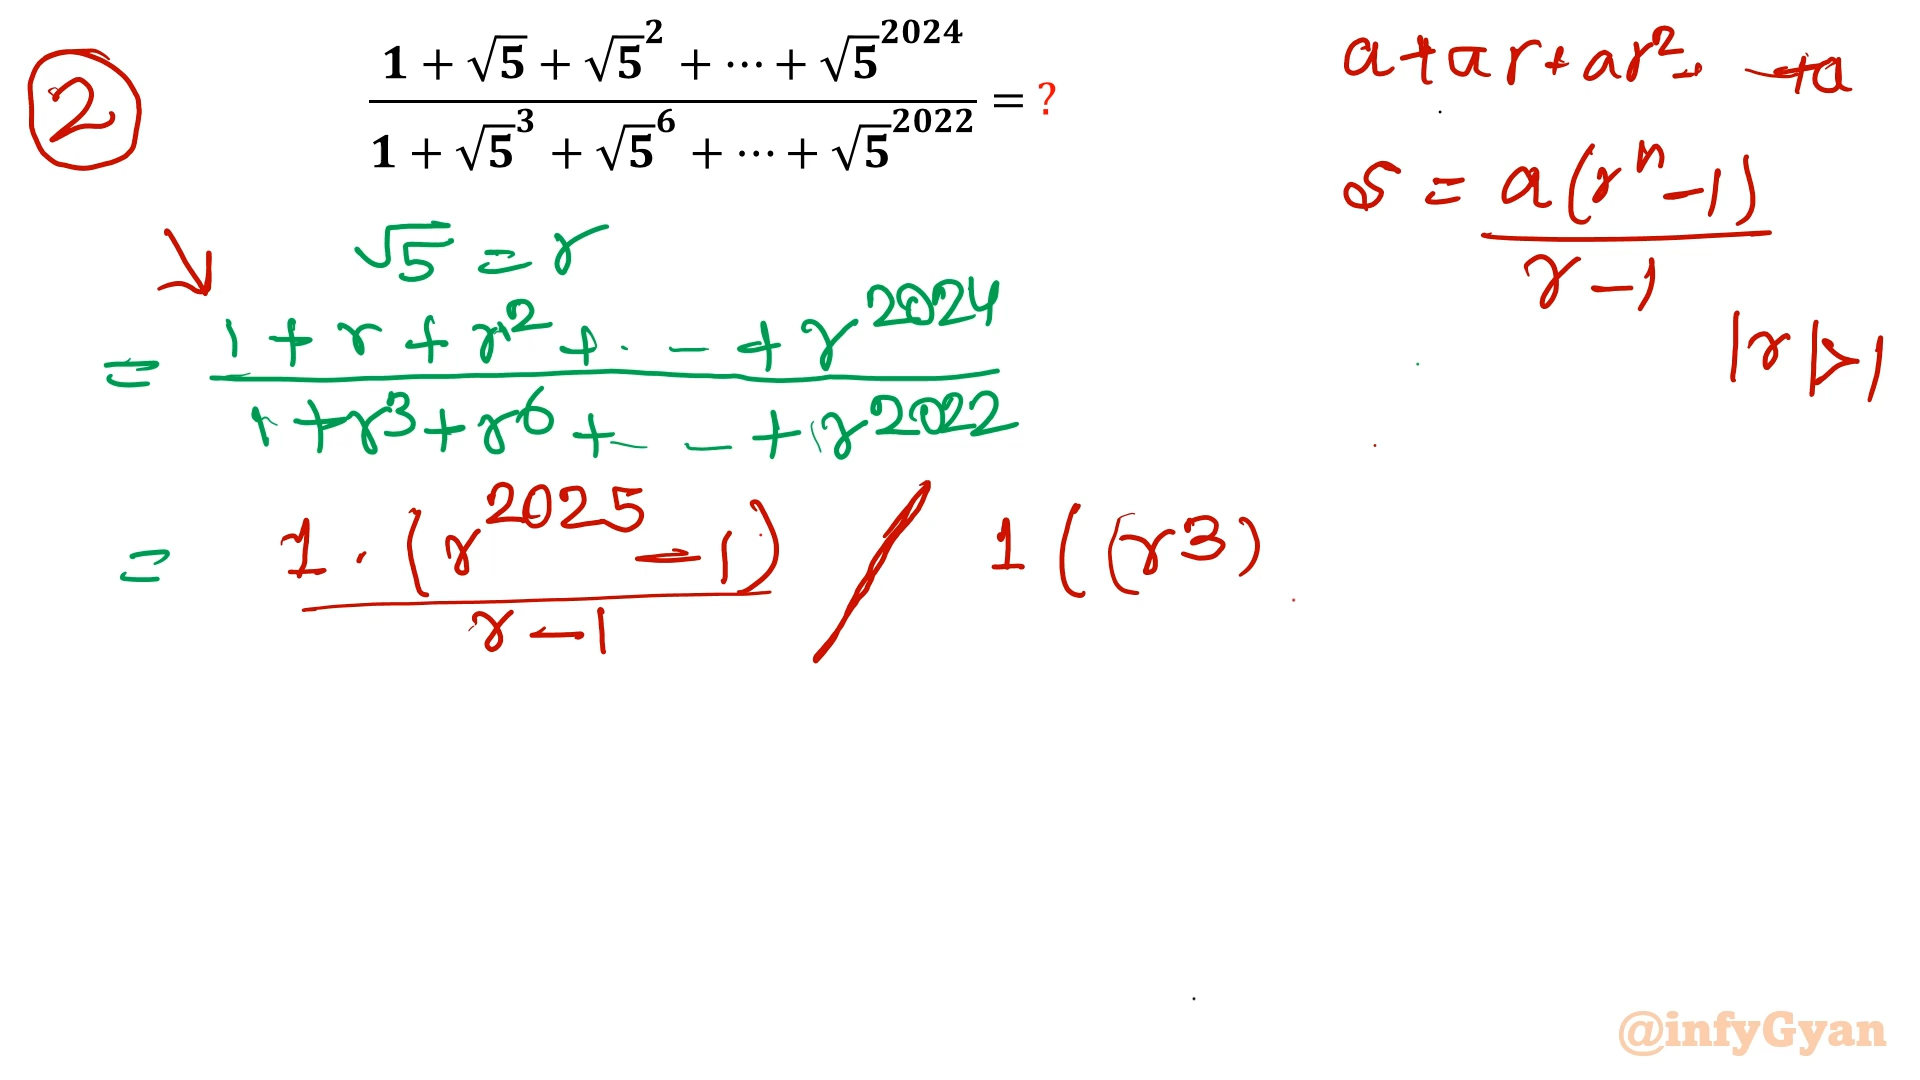 2
(1 + √5 + √5^2 + ⋯ + √5^2024) / (1 + √5^3 + √5^6 + ⋯ + √5^2022) = ?
a + ar + ar^2 + - + a
S = a(r^n - 1) / (r - 1)
|r| > 1
√5 = r
= (1 + r + r^2 + - - + r^2024) / (1 + r^3 + r^6 + - - + r^2022)
= 1 · (r^2025 - 1) / (r - 1) / 1 ((r3)
@infyGyan